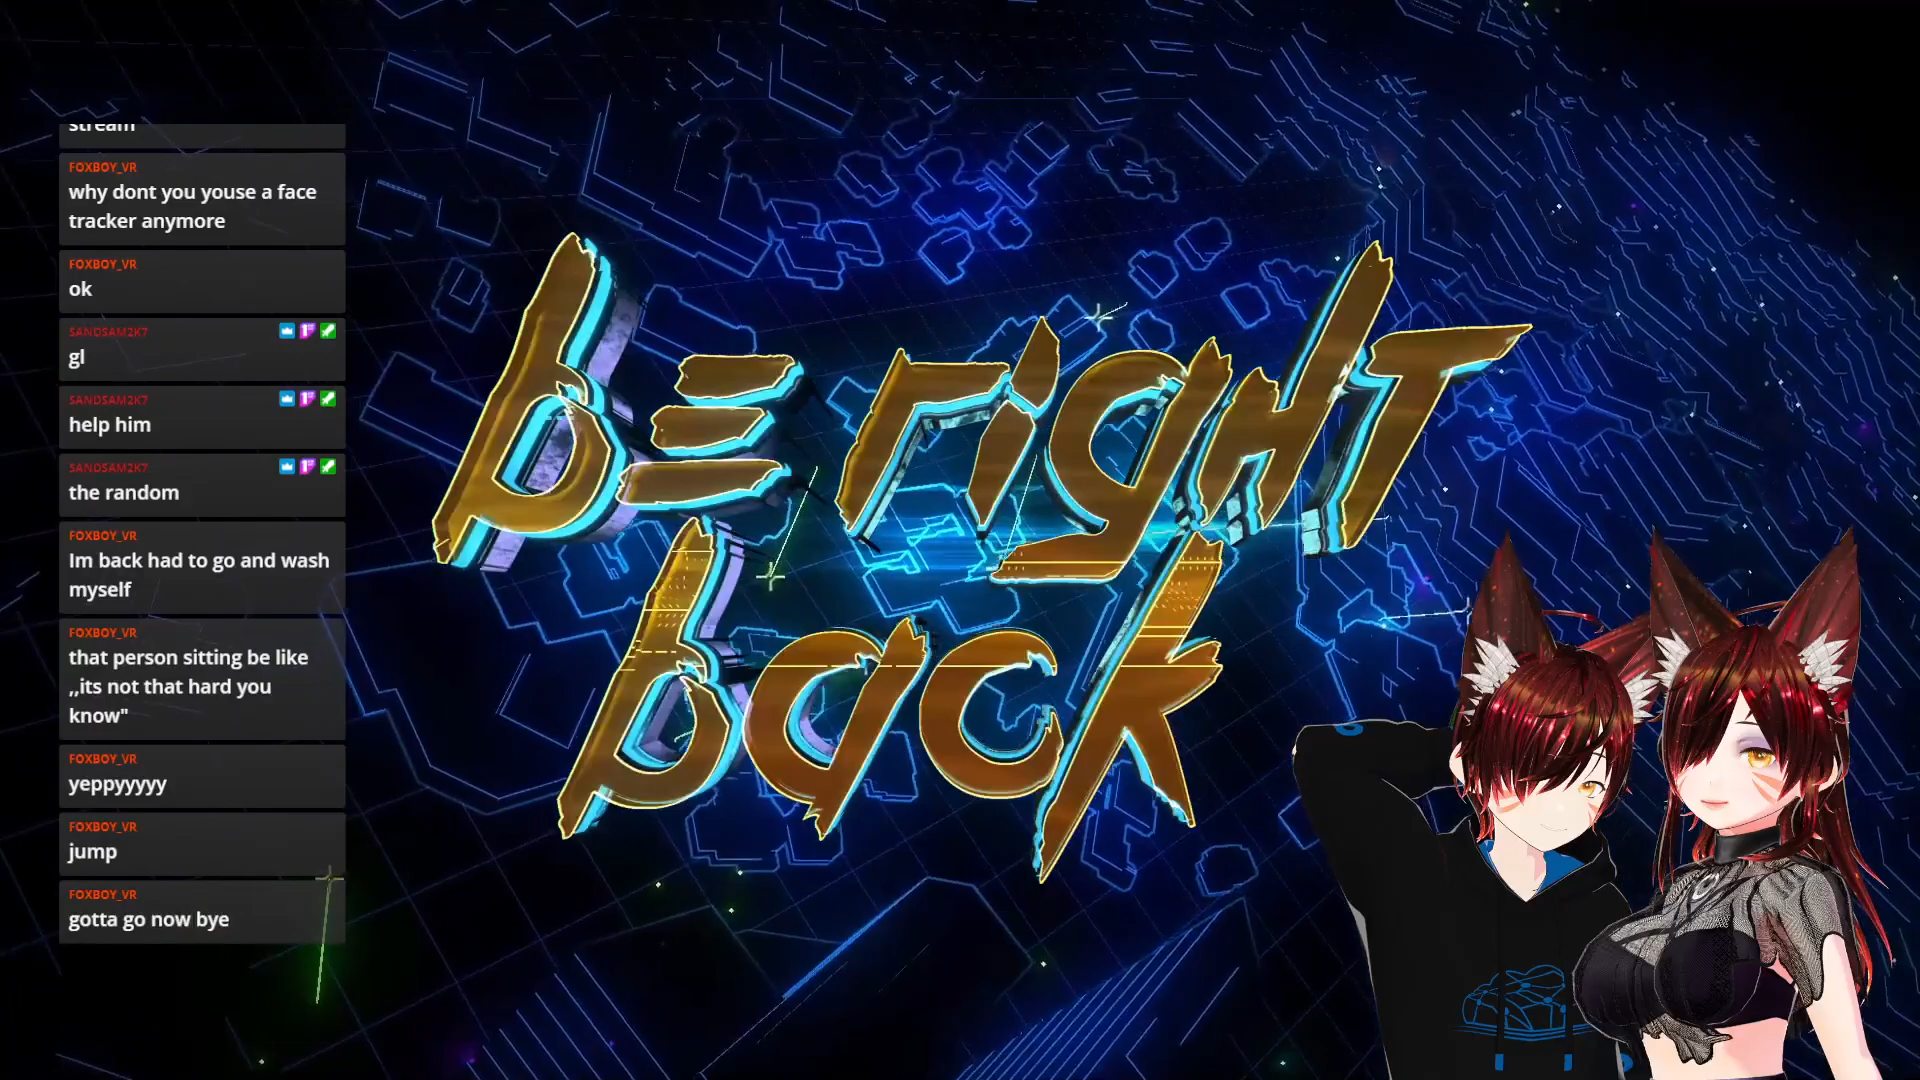 stream
FOXBOY_VR
why dont you youse a face
tracker anymore
FOXBOY_VR
ok
SANDSAM2K7
gl
SANDSAM2K7
help him
SANDSAM2K7
the random
FOXBOY_VR
Im back had to go and wash
myself
FOXBOY_VR
that person sitting be like
,,its not that hard you
know"
FOXBOY_VR
yeppyyyyy
FOXBOY_VR
jump
FOXBOY_VR
gotta go now bye
be right
back